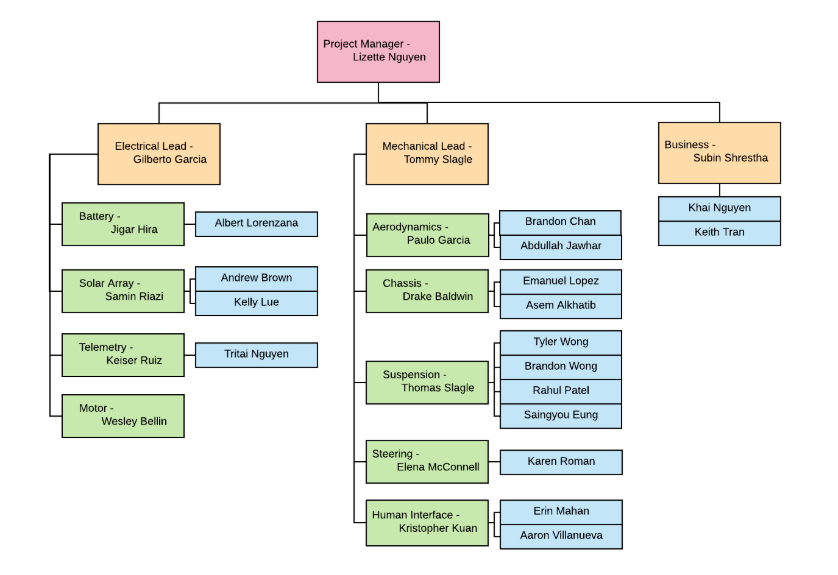 Project Manager -
Lizette Nguyen
Electrical Lead -
Gilberto Garcia
Battery -
Jigar Hira
Albert Lorenzana
Solar Array -
Samin Riazi
Andrew Brown
Kelly Lue
Telemetry -
Keiser Ruiz
Tritai Nguyen
Motor -
Wesley Bellin
Mechanical Lead -
Tommy Slagle
Aerodynamics -
Paulo Garcia
Brandon Chan
Abdullah Jawhar
Chassis -
Drake Baldwin
Emanuel Lopez
Asem Alkhatib
Suspension -
Thomas Slagle
Tyler Wong
Brandon Wong
Rahul Patel
Saingyou Eung
Steering -
Elena McConnell
Karen Roman
Human Interface -
Kristopher Kuan
Erin Mahan
Aaron Villanueva
Business -
Subin Shrestha
Khai Nguyen
Keith Tran